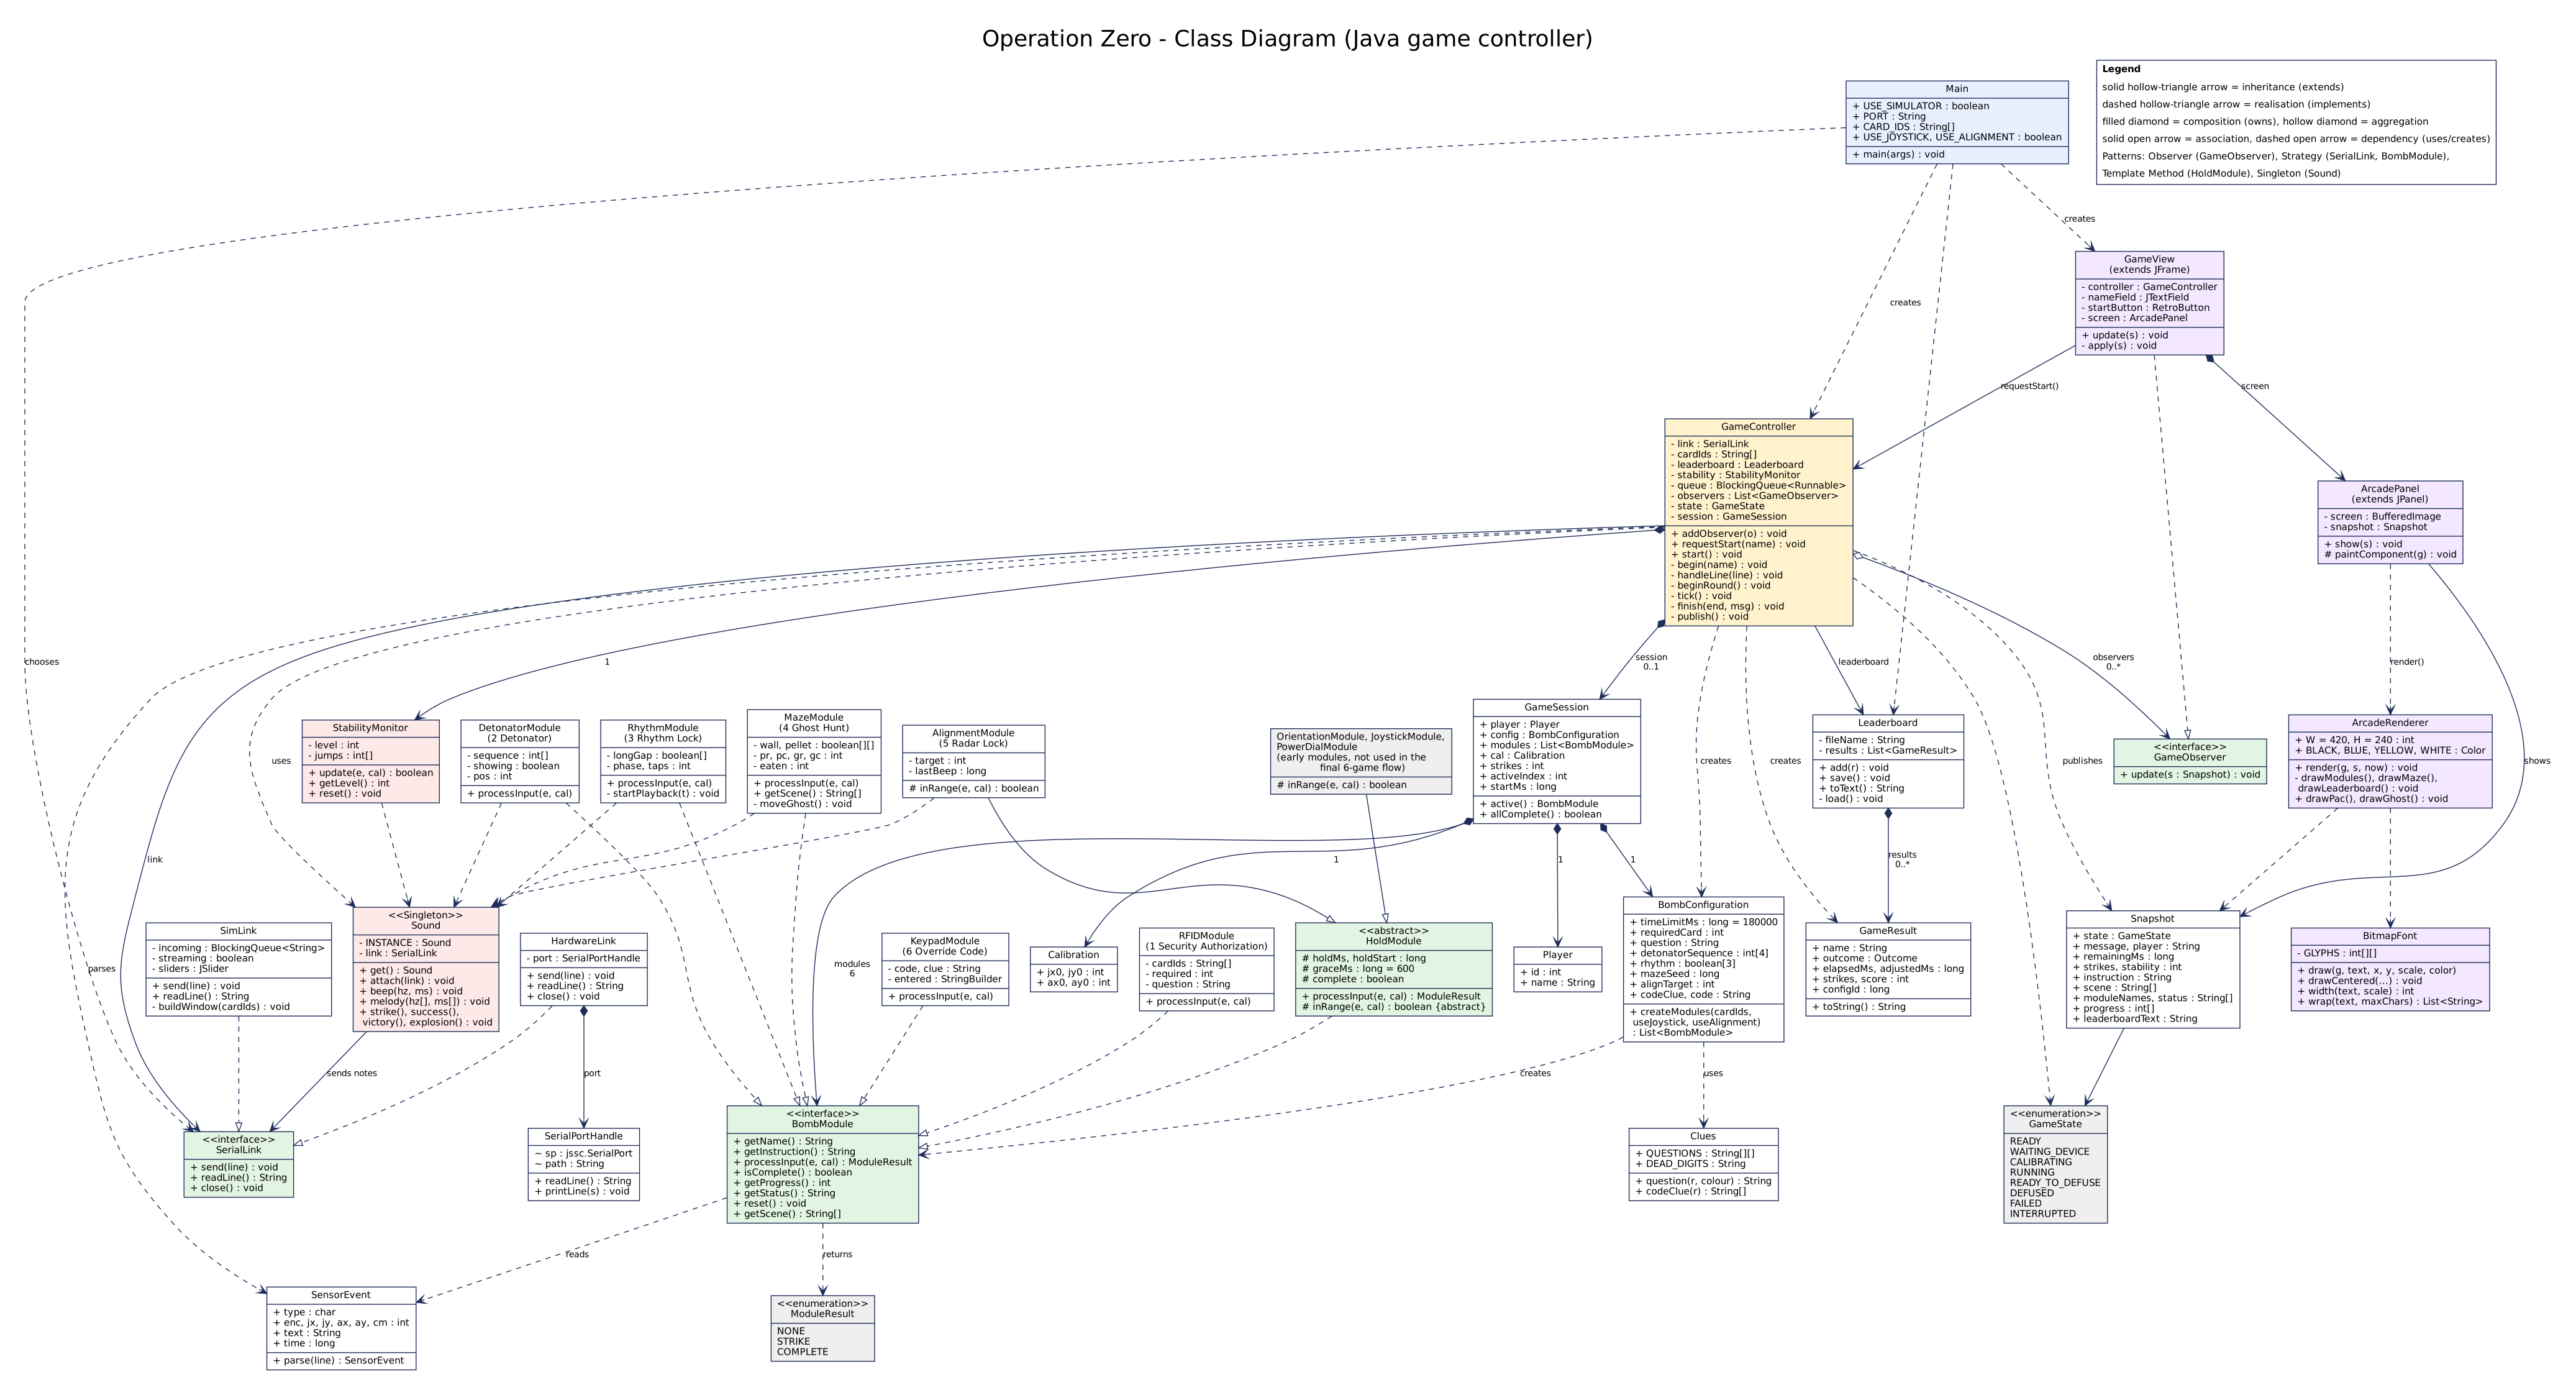 Operation Zero - Class Diagram (Java game controller)
Legend
solid hollow-triangle arrow = inheritance (extends)
dashed hollow-triangle arrow = realisation (implements)
filled diamond = composition (owns), hollow diamond = aggregation
solid open arrow = association, dashed open arrow = dependency (uses/creates)
Patterns: Observer (GameObserver), Strategy (SerialLink, BombModule),
Template Method (HoldModule), Singleton (Sound)
Main
+ USE_SIMULATOR : boolean
+ PORT : String
+ CARD_IDS : String[]
+ USE_JOYSTICK, USE_ALIGNMENT : boolean
+ main(args) : void
creates
GameView
(extends JFrame)
- controller : GameController
- nameField : JTextField
- startButton : RetroButton
- screen : ArcadePanel
+ update(s) : void
- apply(s) : void
creates
requestStart()
screen
GameController
- link : SerialLink
- cardIds : String[]
- leaderboard : Leaderboard
- stability : StabilityMonitor
- queue : BlockingQueue<Runnable>
- observers : List<GameObserver>
- state : GameState
- session : GameSession
+ addObserver(o) : void
+ requestStart(name) : void
+ start() : void
- begin(name) : void
- handleLine(line) : void
- beginRound() : void
- tick() : void
- finish(end, msg) : void
- publish() : void
ArcadePanel
(extends JPanel)
- screen : BufferedImage
- snapshot : Snapshot
+ show(s) : void
# paintComponent(g) : void
chooses
1
session
0..1
leaderboard
observers
0..*
render()
StabilityMonitor
- level : int
- jumps : int[]
+ update(e, cal) : boolean
+ getLevel() : int
+ reset() : void
DetonatorModule
(2 Detonator)
- sequence : int[]
- showing : boolean
- pos : int
+ processInput(e, cal)
RhythmModule
(3 Rhythm Lock)
- longGap : boolean[]
- phase, taps : int
+ processInput(e, cal)
- startPlayback(t) : void
MazeModule
(4 Ghost Hunt)
- wall, pellet : boolean[][]
- pr, pc, gr, gc : int
- eaten : int
+ processInput(e, cal)
+ getScene() : String[]
- moveGhost() : void
AlignmentModule
(5 Radar Lock)
- target : int
- lastBeep : long
# inRange(e, cal) : boolean
OrientationModule, JoystickModule,
PowerDialModule
(early modules, not used in the
final 6-game flow)
# inRange(e, cal) : boolean
GameSession
+ player : Player
+ config : BombConfiguration
+ modules : List<BombModule>
+ cal : Calibration
+ strikes : int
+ activeIndex : int
+ startMs : long
+ active() : BombModule
+ allComplete() : boolean
Leaderboard
- fileName : String
- results : List<GameResult>
+ add(r) : void
+ save() : void
+ toText() : String
- load() : void
<<interface>>
GameObserver
+ update(s : Snapshot) : void
ArcadeRenderer
+ W = 420, H = 240 : int
+ BLACK, BLUE, YELLOW, WHITE : Color
+ render(g, s, now) : void
- drawModules(), drawMaze(),
drawLeaderboard() : void
+ drawPac(), drawGhost() : void
uses
creates
creates
publishes
shows
link
1
1
1
results
0..*
parses
modules
6
SimLink
- incoming : BlockingQueue<String>
- streaming : boolean
- sliders : JSlider
+ send(line) : void
+ readLine() : String
- buildWindow(cardIds) : void
<<Singleton>>
Sound
- INSTANCE : Sound
- link : SerialLink
+ get() : Sound
+ attach(link) : void
+ beep(hz, ms) : void
+ melody(hz[], ms[]) : void
+ strike(), success(),
victory(), explosion() : void
HardwareLink
- port : SerialPortHandle
+ send(line) : void
+ readLine() : String
+ close() : void
KeypadModule
(6 Override Code)
- code, clue : String
- entered : StringBuilder
+ processInput(e, cal)
Calibration
+ jx0, jy0 : int
+ ax0, ay0 : int
RFIDModule
(1 Security Authorization)
- cardIds : String[]
- required : int
- question : String
+ processInput(e, cal)
<<abstract>>
HoldModule
# holdMs, holdStart : long
# graceMs : long = 600
# complete : boolean
+ processInput(e, cal) : ModuleResult
# inRange(e, cal) : boolean {abstract}
Player
+ id : int
+ name : String
BombConfiguration
+ timeLimitMs : long = 180000
+ requiredCard : int
+ question : String
+ detonatorSequence : int[4]
+ rhythm : boolean[3]
+ mazeSeed : long
+ alignTarget : int
+ codeClue, code : String
+ createModules(cardIds,
useJoystick, useAlignment)
: List<BombModule>
GameResult
+ name : String
+ outcome : Outcome
+ elapsedMs, adjustedMs : long
+ strikes, score : int
+ configId : long
+ toString() : String
Snapshot
+ state : GameState
+ message, player : String
+ remainingMs : long
+ strikes, stability : int
+ instruction : String
+ scene : String[]
+ moduleNames, status : String[]
+ progress : int[]
+ leaderboardText : String
BitmapFont
- GLYPHS : int[][]
+ draw(g, text, x, y, scale, color)
+ drawCentered(...) : void
+ width(text, scale) : int
+ wrap(text, maxChars) : List<String>
sends notes
port
creates
uses
<<interface>>
SerialLink
+ send(line) : void
+ readLine() : String
+ close() : void
SerialPortHandle
~ sp : jssc.SerialPort
~ path : String
+ readLine() : String
+ printLine(s) : void
<<interface>>
BombModule
+ getName() : String
+ getInstruction() : String
+ processInput(e, cal) : ModuleResult
+ isComplete() : boolean
+ getProgress() : int
+ getStatus() : String
+ reset() : void
+ getScene() : String[]
Clues
+ QUESTIONS : String[][]
+ DEAD_DIGITS : String
+ question(r, colour) : String
+ codeClue(r) : String[]
<<enumeration>>
GameState
READY
WAITING_DEVICE
CALIBRATING
RUNNING
READY_TO_DEFUSE
DEFUSED
FAILED
INTERRUPTED
reads
returns
SensorEvent
+ type : char
+ enc, jx, jy, ax, ay, cm : int
+ text : String
+ time : long
+ parse(line) : SensorEvent
<<enumeration>>
ModuleResult
NONE
STRIKE
COMPLETE